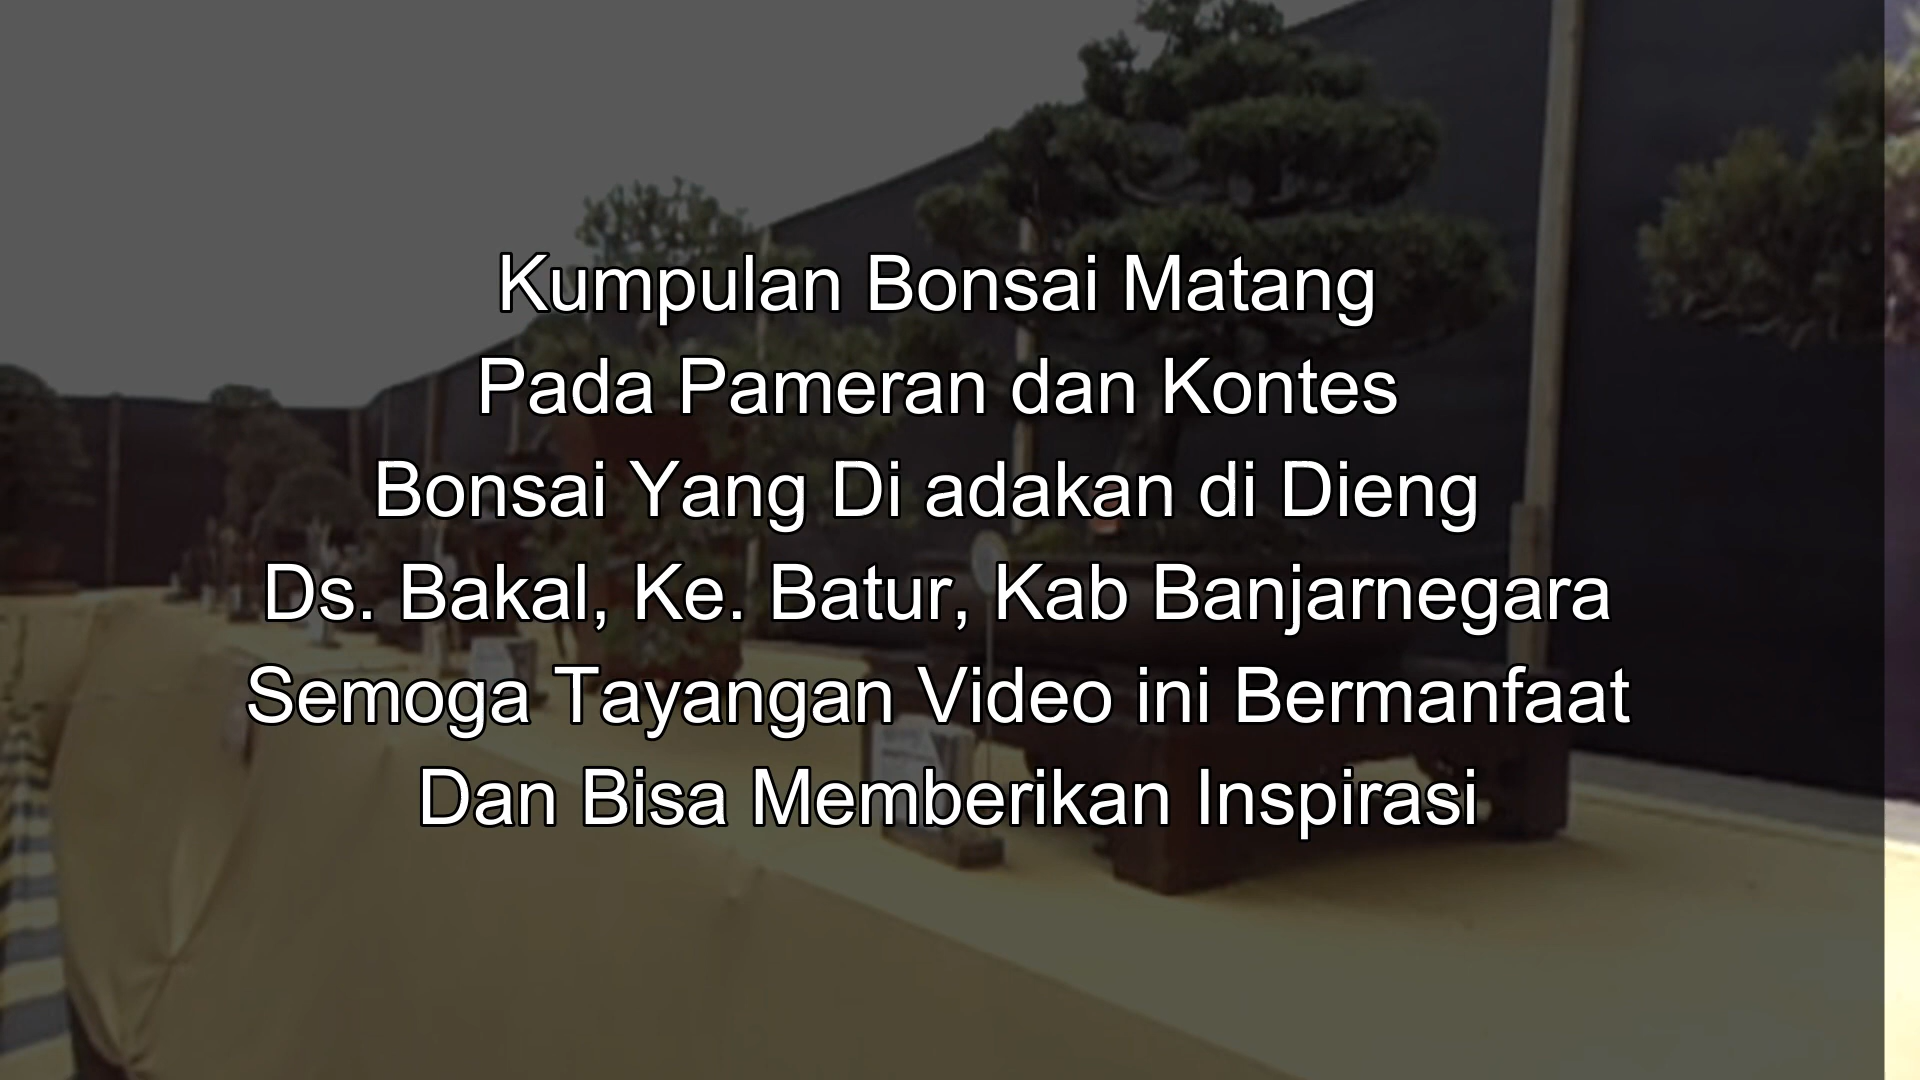 Kumpulan Bonsai Matang
Pada Pameran dan Kontes
Bonsai Yang Di adakan di Dieng
Ds. Bakal, Ke. Batur, Kab Banjarnegara
Semoga Tayangan Video ini Bermanfaat
Dan Bisa Memberikan Inspirasi